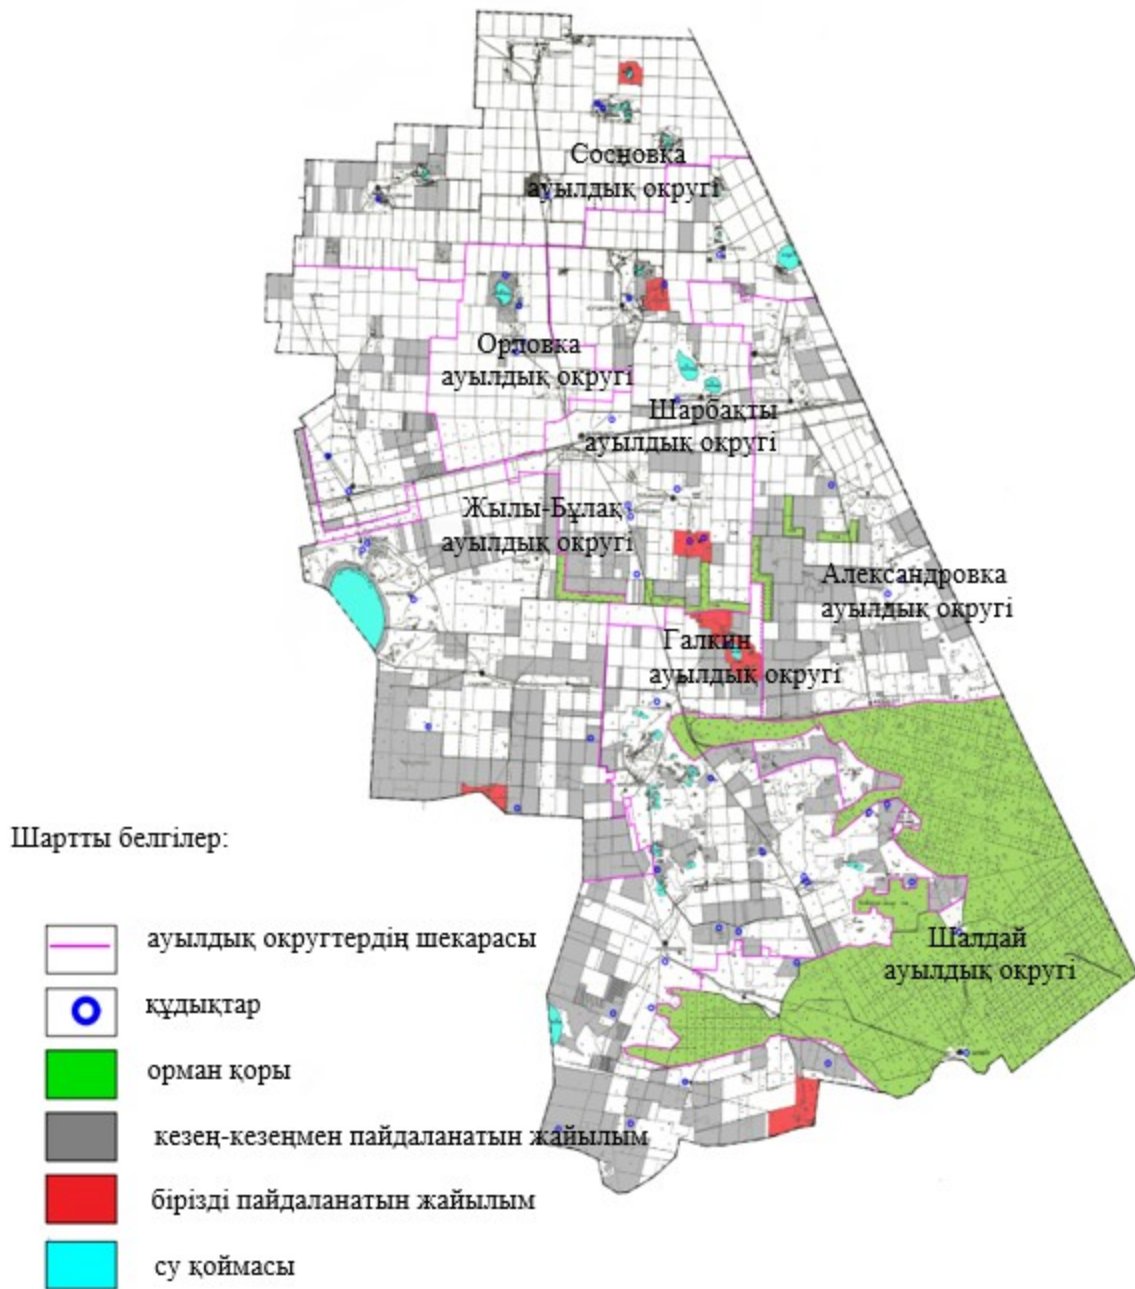 Сосновка
ауылдық округі
Орловка
ауылдық округі
Шарбақты
ауылдық округі
Жылы-Бұлақ
ауылдық округі
Александровка
ауылдық округі
Галкин
ауылдық округі
Шалдай
ауылдық округі
Шартты белгілер:
ауылдық округтердің шекарасы
құдықтар
орман қоры
кезең-кезеңмен пайдаланатын жайылым
бірізді пайдаланатын жайылым
су қоймасы